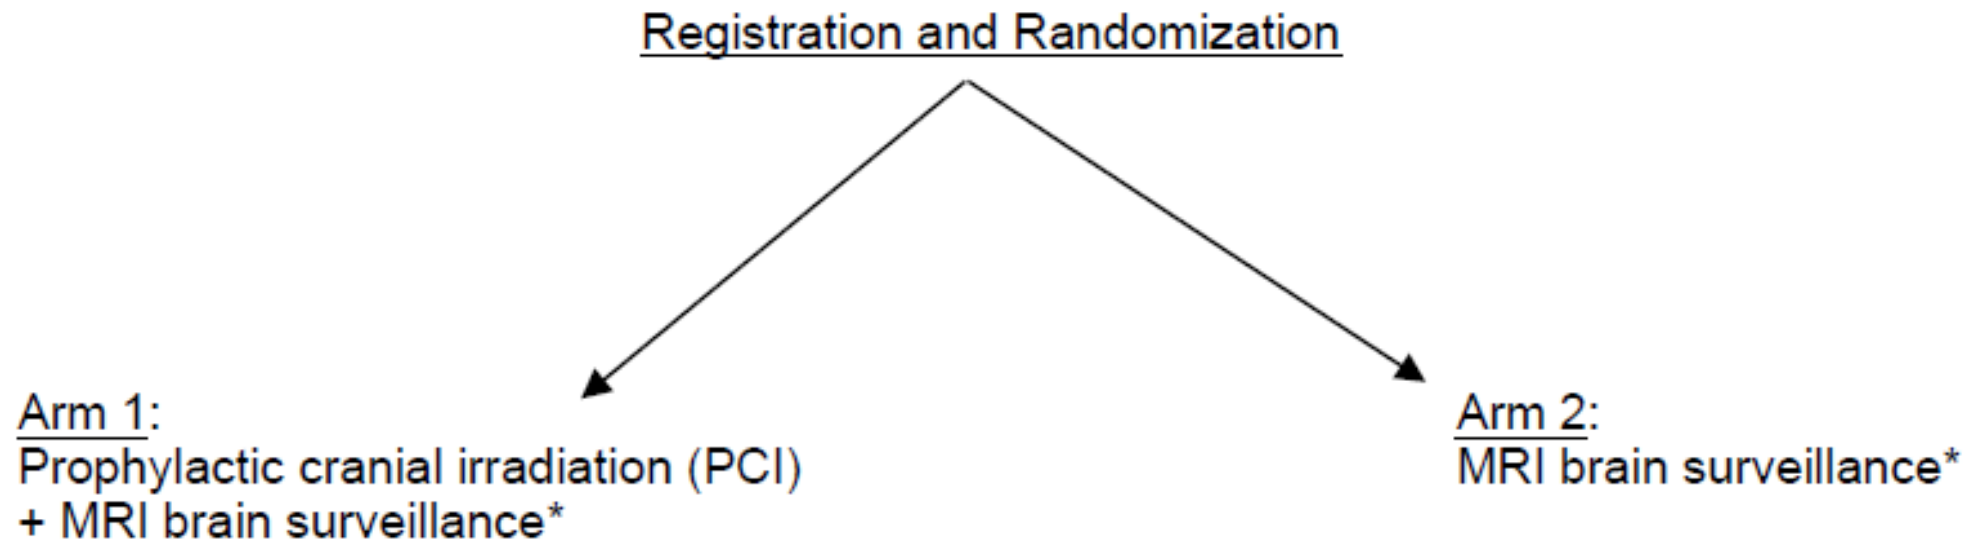 Registration and Randomization
Arm 1:
Prophylactic cranial irradiation (PCI)
+ MRI brain surveillance*
Arm 2:
MRI brain surveillance*